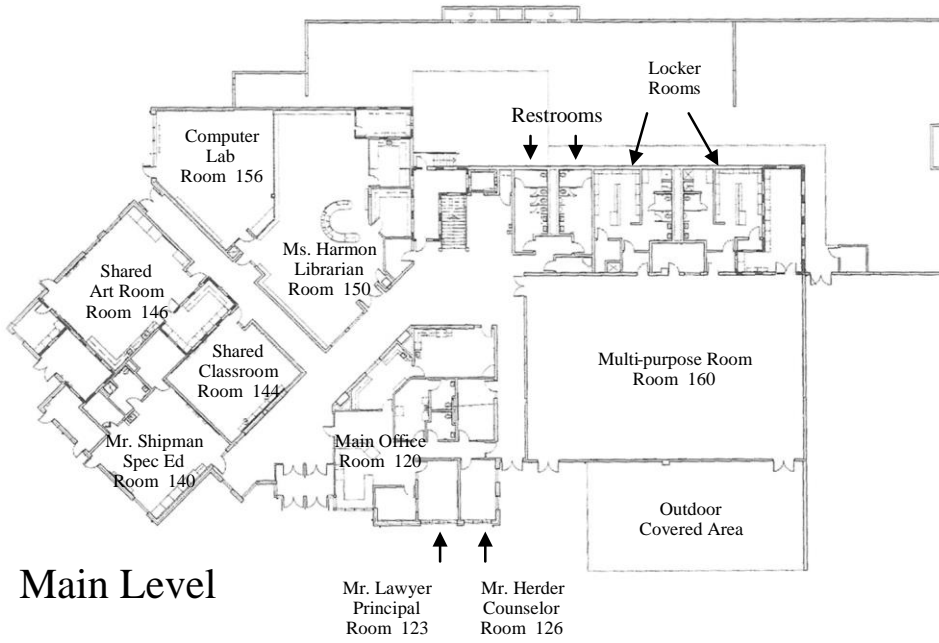 Locker
Rooms
Restrooms
Computer
Lab
Room 156
Ms. Harmon
Librarian
Room 150
Shared
Art Room
Room 146
Shared
Classroom
Room 144
Multi-purpose Room
Room 160
Mr. Shipman
Spec Ed
Room 140
Main Office
Room 120
Outdoor
Covered Area
Main Level
Mr. Lawyer
Principal
Room 123
Mr. Herder
Counselor
Room 126